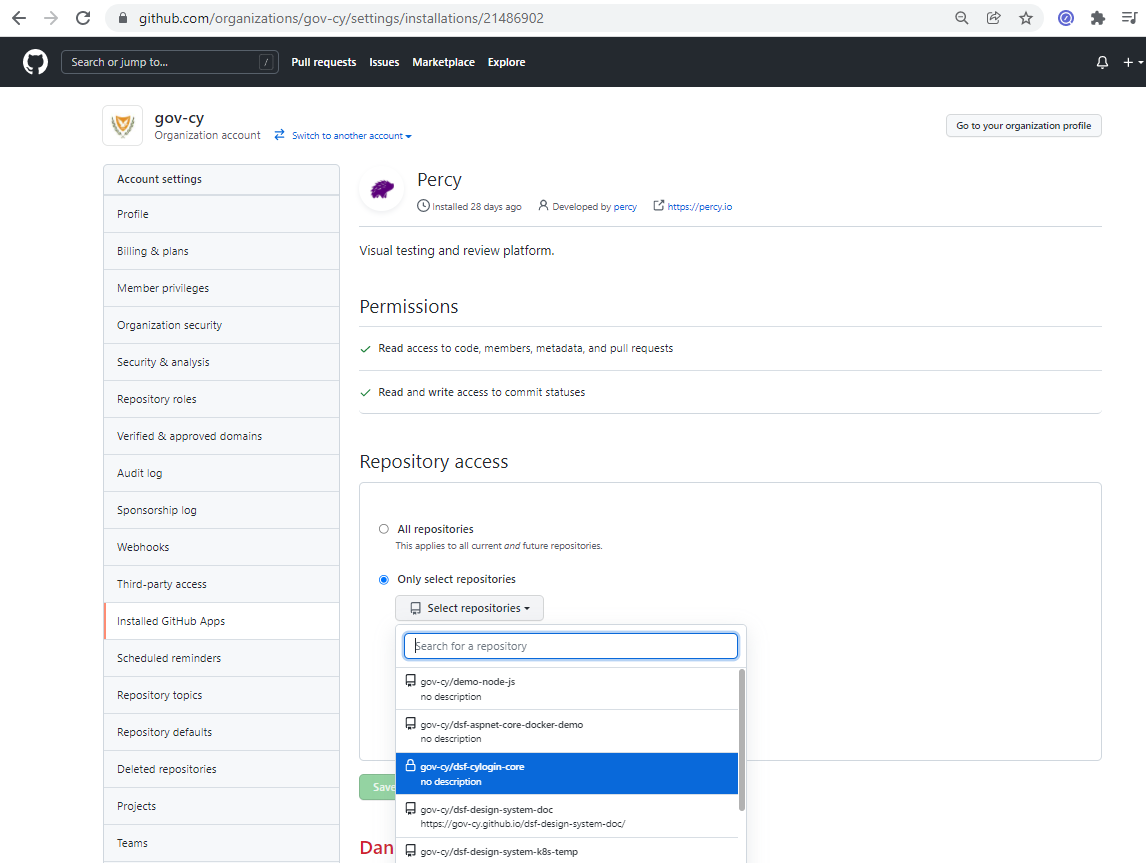 github.com/organizations/gov-cy/settings/installations/21486902
Search or jump to... /
Pull requests Issues Marketplace Explore
gov-cy
Organization account Switch to another account
Go to your organization profile
Account settings
Profile
Billing & plans
Member privileges
Organization security
Security & analysis
Repository roles
Verified & approved domains
Audit log
Sponsorship log
Webhooks
Third-party access
Installed GitHub Apps
Scheduled reminders
Repository topics
Repository defaults
Deleted repositories
Projects
Teams
Percy
Installed 28 days ago Developed by percy https://percy.io
Visual testing and review platform.
Permissions
Read access to code, members, metadata, and pull requests
Read and write access to commit statuses
Repository access
All repositories
This applies to all current and future repositories.
Only select repositories
Select repositories
Search for a repository
gov-cy/demo-node-js
no description
gov-cy/dsf-aspnet-core-docker-demo
no description
gov-cy/dsf-cylogin-core
no description
gov-cy/dsf-design-system-doc
https://gov-cy.github.io/dsf-design-system-doc/
gov-cy/dsf-design-system-k8s-temp
Save
Dan